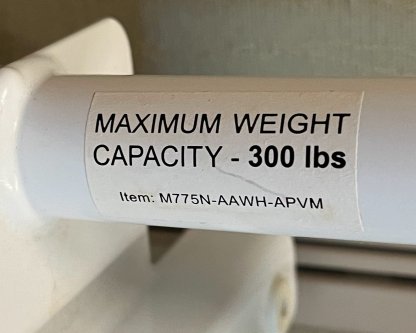 MAXIMUM WEIGHT
CAPACITY - 300 lbs
Item: M775N-AAWH-APVM